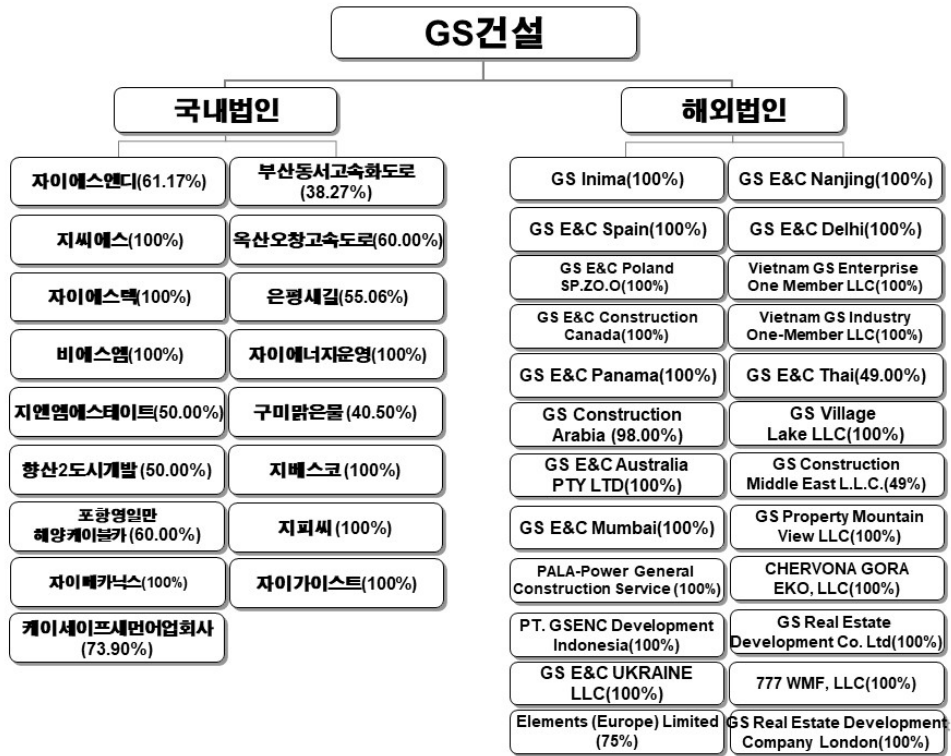 GS건설
국내법인
해외법인
자이에스앤디(61.17%)
부산동서고속화도로
(38.27%)
지씨에스(100%)
옥산오창고속도로(60.00%)
자이에스텍(100%)
은평새길(55.06%)
비에스엠(100%)
자이에너지운영(100%)
지앤엠에스테이트(50.00%)
구미맑은물(40.50%)
향산2도시개발(50.00%)
지베스코(100%)
포항영일만
해양케이블카(60.00%)
지피씨(100%)
자이메카닉스(100%)
자이가이스트(100%)
케이세이프새먼어업회사
(73.90%)
GS Inima(100%)
GS E&C Nanjing(100%)
GS E&C Spain(100%)
GS E&C Delhi(100%)
GS E&C Poland
SP.ZO.O(100%)
Vietnam GS Enterprise
One Member LLC(100%)
GS E&C Construction
Canada(100%)
Vietnam GS Industry
One-Member LLC(100%)
GS E&C Panama(100%)
GS E&C Thai(49.00%)
GS Construction
Arabia (98.00%)
GS Village
Lake LLC(100%)
GS E&C Australia
PTY LTD(100%)
GS Construction
Middle East L.L.C.(49%)
GS E&C Mumbai(100%)
GS Property Mountain
View LLC(100%)
PALA-Power General
Construction Service (100%)
CHERVONA GORA
EKO, LLC(100%)
PT. GSENC Development
Indonesia(100%)
GS Real Estate
Development Co. Ltd(100%)
GS E&C UKRAINE
LLC(100%)
777 WMF, LLC(100%)
Elements (Europe) Limited
(75%)
GS Real Estate Development
Company London(100%)